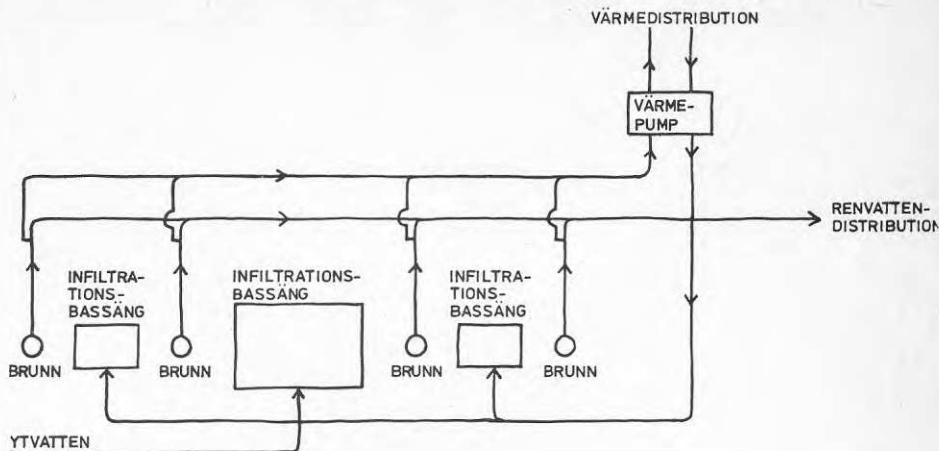 VÄRMEDISTRIBUTION
VÄRME-
PUMP
RENVATTEN-
DISTRIBUTION
INFILTRA-
TIONS-
BASSÄNG
INFILTRATIONS-
BASSÄNG
INFILTRA-
TIONS-
BASSÄNG
BRUNN
BRUNN
BRUNN
BRUNN
YTVATTEN